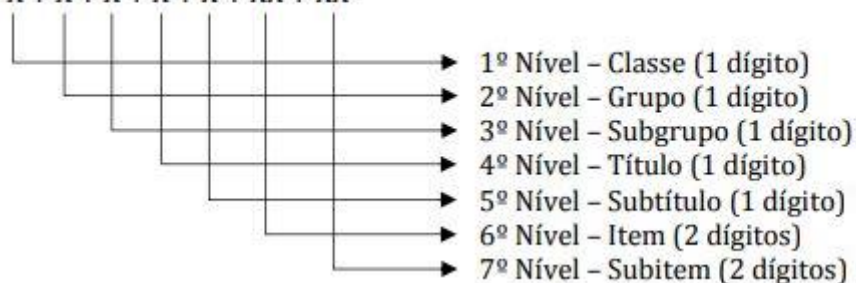 1º Nível – Classe (1 dígito)
2º Nível – Grupo (1 dígito)
3º Nível – Subgrupo (1 dígito)
4º Nível – Título (1 dígito)
5º Nível – Subtítulo (1 dígito)
6º Nível – Item (2 dígitos)
7º Nível – Subitem (2 dígitos)